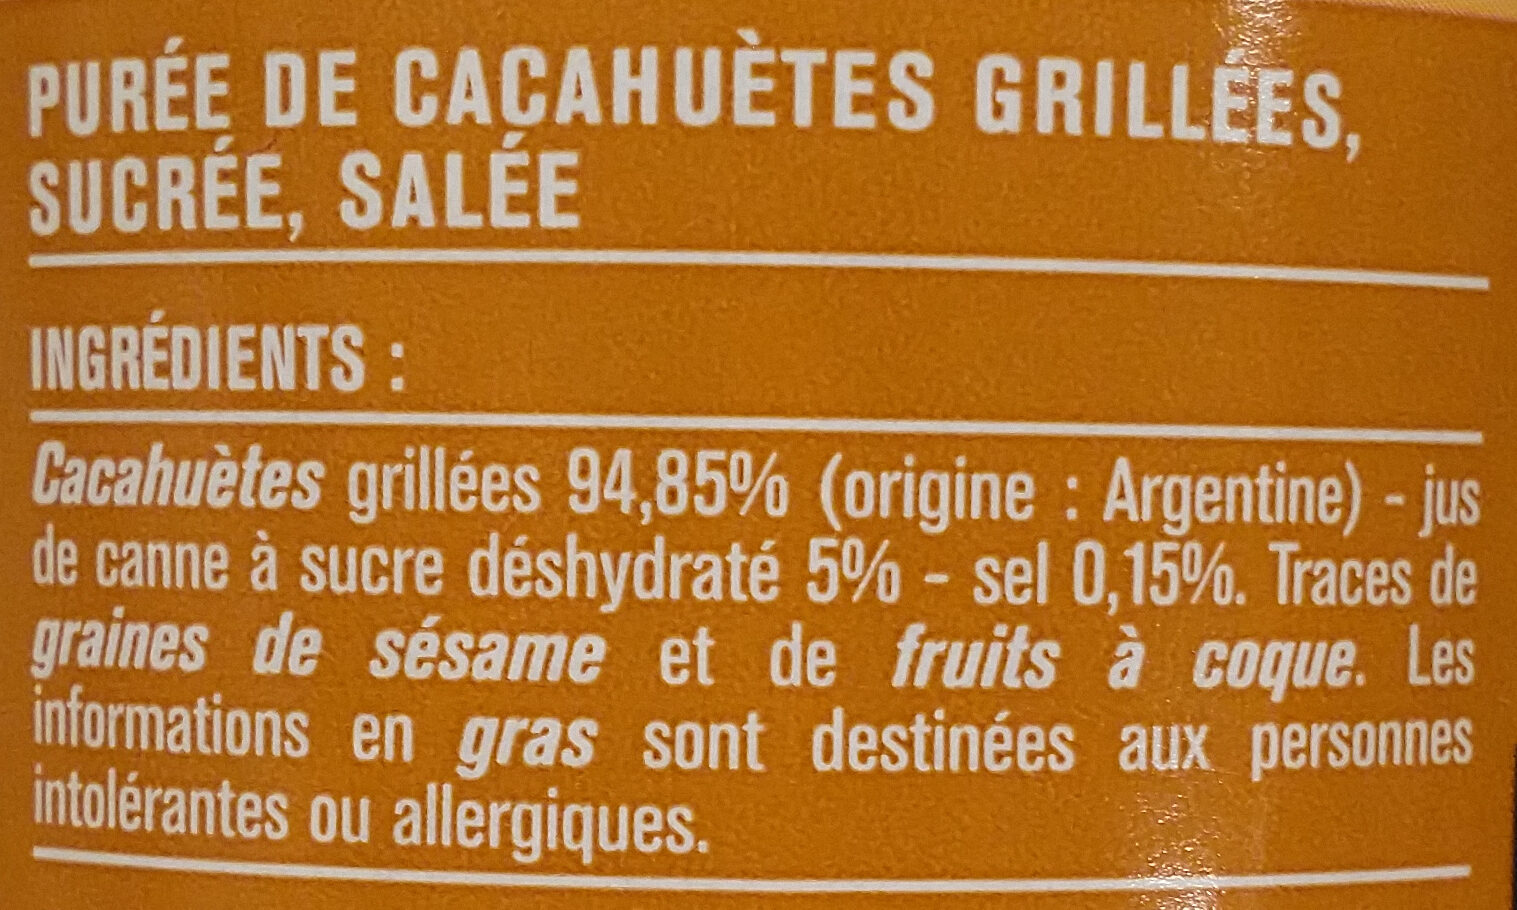 PURÉE DE CACAHUÈTES GRILLÉES,
SUCRÉE, SALÉE
INGRÉDIENTS :
Cacahuètes grillées 94,85% (origine : Argentine) - jus
de canne à sucre déshydraté 5% - sel 0,15%. Traces de
graines de sésame et de fruits à coque. Les
informations en gras sont destinées aux personnes
intolérantes ou allergiques.